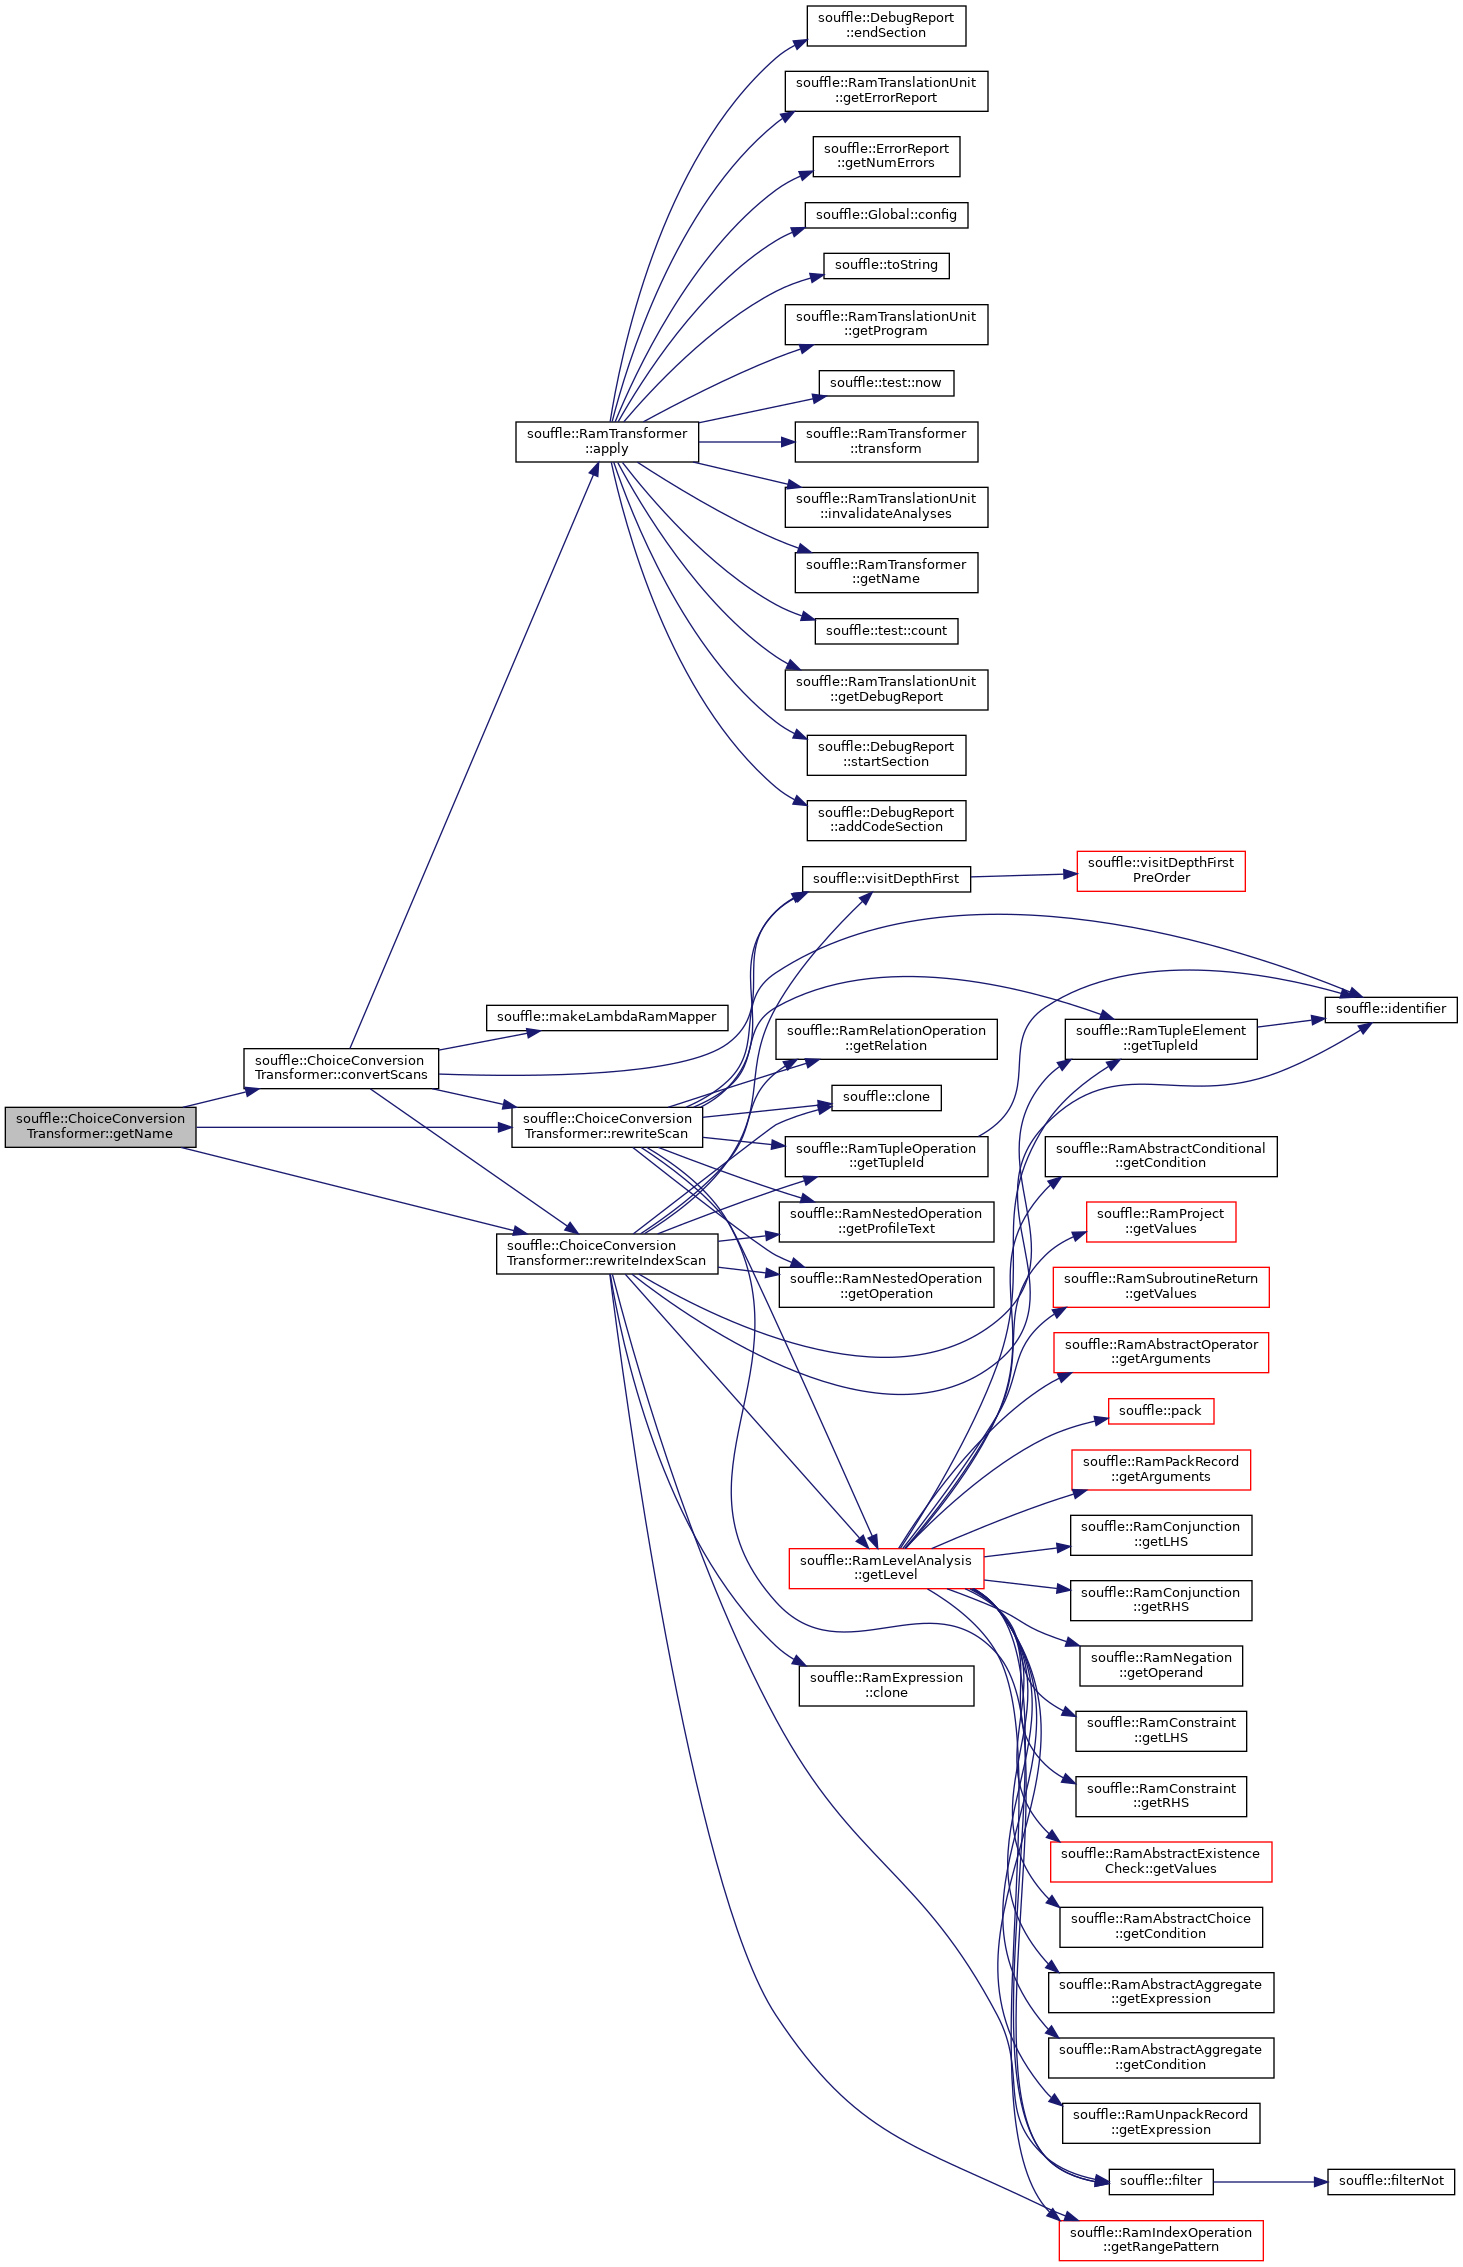 souffle::DebugReport
::endSection
souffle::RamTranslationUnit
::getErrorReport
souffle::ErrorReport
::getNumErrors
souffle::Global::config
souffle::toString
souffle::RamTranslationUnit
::getProgram
souffle::test::now
souffle::RamTransformer
::apply
souffle::RamTransformer
::transform
souffle::RamTranslationUnit
::invalidateAnalyses
souffle::RamTransformer
::getName
souffle::test::count
souffle::RamTranslationUnit
::getDebugReport
souffle::DebugReport
::startSection
souffle::DebugReport
::addCodeSection
souffle::visitDepthFirst
souffle::visitDepthFirst
PreOrder
souffle::makeLambdaRamMapper
souffle::identifier
souffle::RamRelationOperation
::getRelation
souffle::RamTupleElement
::getTupleId
souffle::ChoiceConversion
Transformer::convertScans
souffle::clone
souffle::ChoiceConversion
Transformer::getName
souffle::ChoiceConversion
Transformer::rewriteScan
souffle::RamTupleOperation
::getTupleId
souffle::RamAbstractConditional
::getCondition
souffle::RamNestedOperation
::getProfileText
souffle::RamProject
::getValues
souffle::ChoiceConversion
Transformer::rewriteIndexScan
souffle::RamNestedOperation
::getOperation
souffle::RamSubroutineReturn
::getValues
souffle::RamAbstractOperator
::getArguments
souffle::pack
souffle::RamPackRecord
::getArguments
souffle::RamConjunction
::getLHS
souffle::RamLevelAnalysis
::getLevel
souffle::RamConjunction
::getRHS
souffle::RamNegation
::getOperand
souffle::RamExpression
::clone
souffle::RamConstraint
::getLHS
souffle::RamConstraint
::getRHS
souffle::RamAbstractExistence
Check::getValues
souffle::RamAbstractChoice
::getCondition
souffle::RamAbstractAggregate
::getExpression
souffle::RamAbstractAggregate
::getCondition
souffle::RamUnpackRecord
::getExpression
souffle::filter
souffle::filterNot
souffle::RamIndexOperation
::getRangePattern